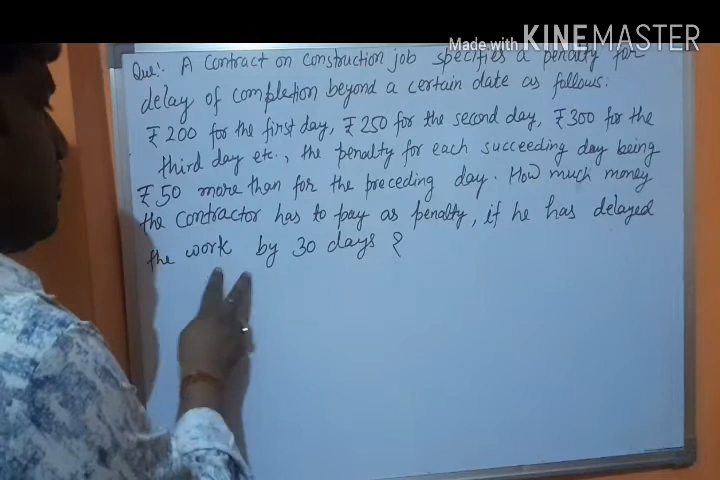 Made with KINEMASTER
Que!- A contract on construction job specifies a penalty for
delay of completion beyond a certain date as follows:
₹200 for the first day, ₹250 for the second day, ₹300 for the
third day etc., the penalty for each succeeding day being
₹50 more than for the preceding day. How much money
the contractor has to pay as penalty, if he has delayed
the work by 30 days?